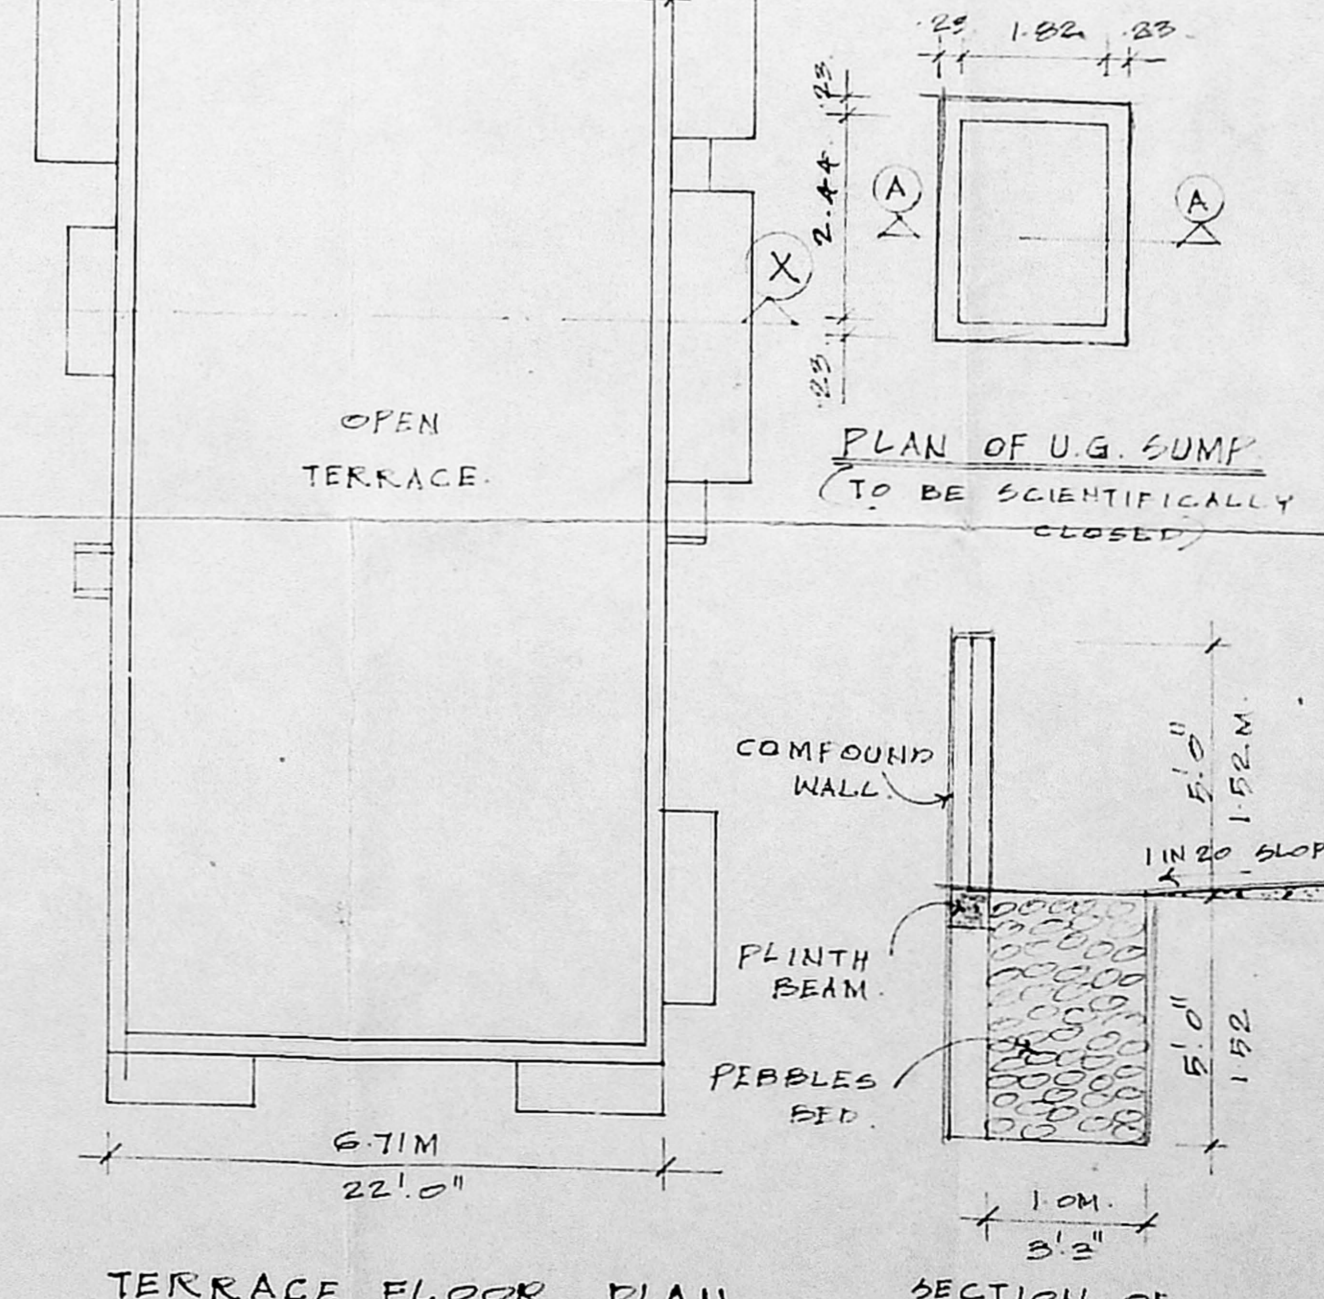 .23 1.82 .23
.23
2.44
.23
A
A
X
OPEN
TERRACE.
PLAN OF U.G. SUMP.
(TO BE SCIENTIFICALLY
CLOSED)
COMPOUND
WALL.
5'.0"
1.52 M.
1 IN 20 SLOP
PLINTH
BEAM.
PEBBLES
BED.
5'.0"
1.52
6.71M
22'.0"
1.0M.
3'.3"
TERRACE FLOOR PLAN
SECTION OF